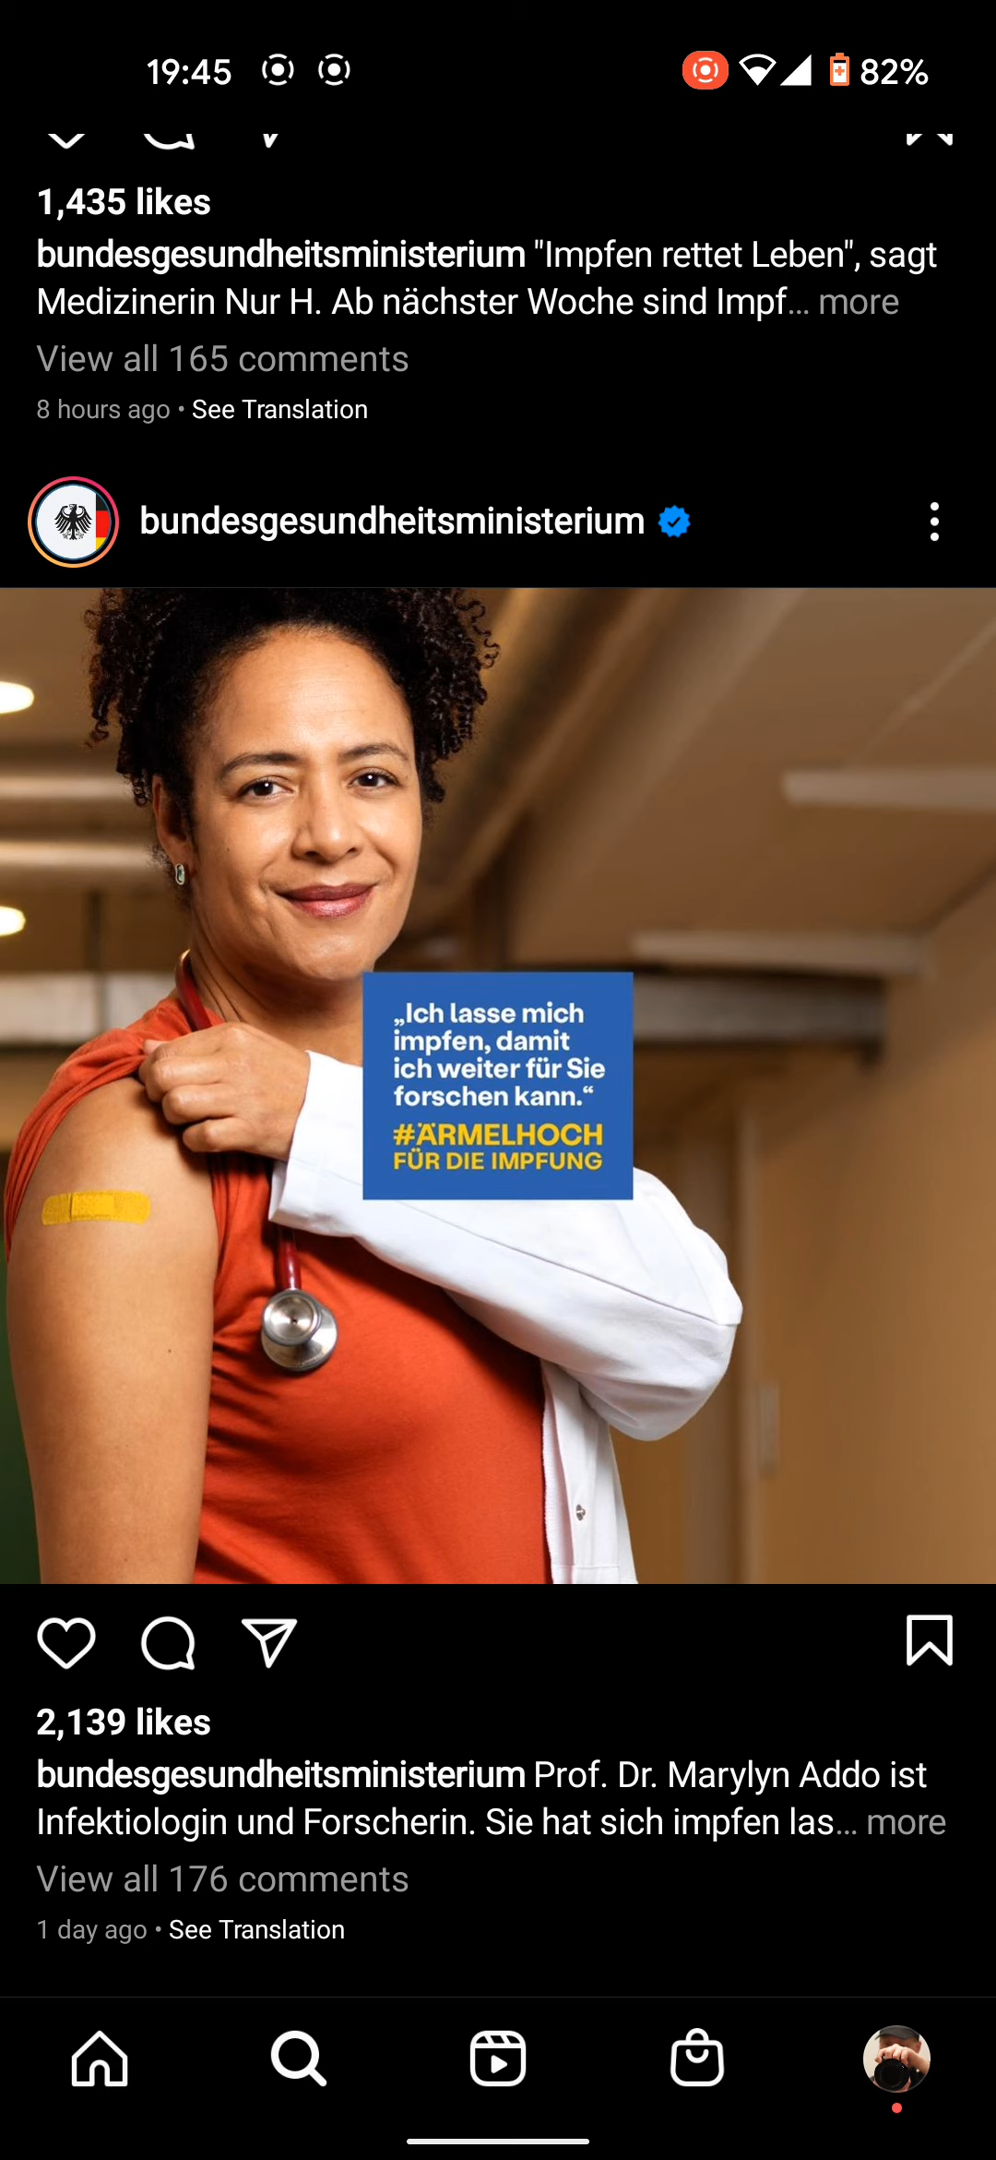 19:45 82%
1,435 likes
bundesgesundheitsministerium "Impfen rettet Leben", sagt
Medizinerin Nur H. Ab nächster Woche sind Impf... more
View all 165 comments
8 hours ago • See Translation
bundesgesundheitsministerium
„Ich lasse mich
impfen, damit
ich weiter für Sie
forschen kann.“
#ÄRMELHOCH
FÜR DIE IMPFUNG
2,139 likes
bundesgesundheitsministerium Prof. Dr. Marylyn Addo ist
Infektiologin und Forscherin. Sie hat sich impfen las... more
View all 176 comments
1 day ago • See Translation